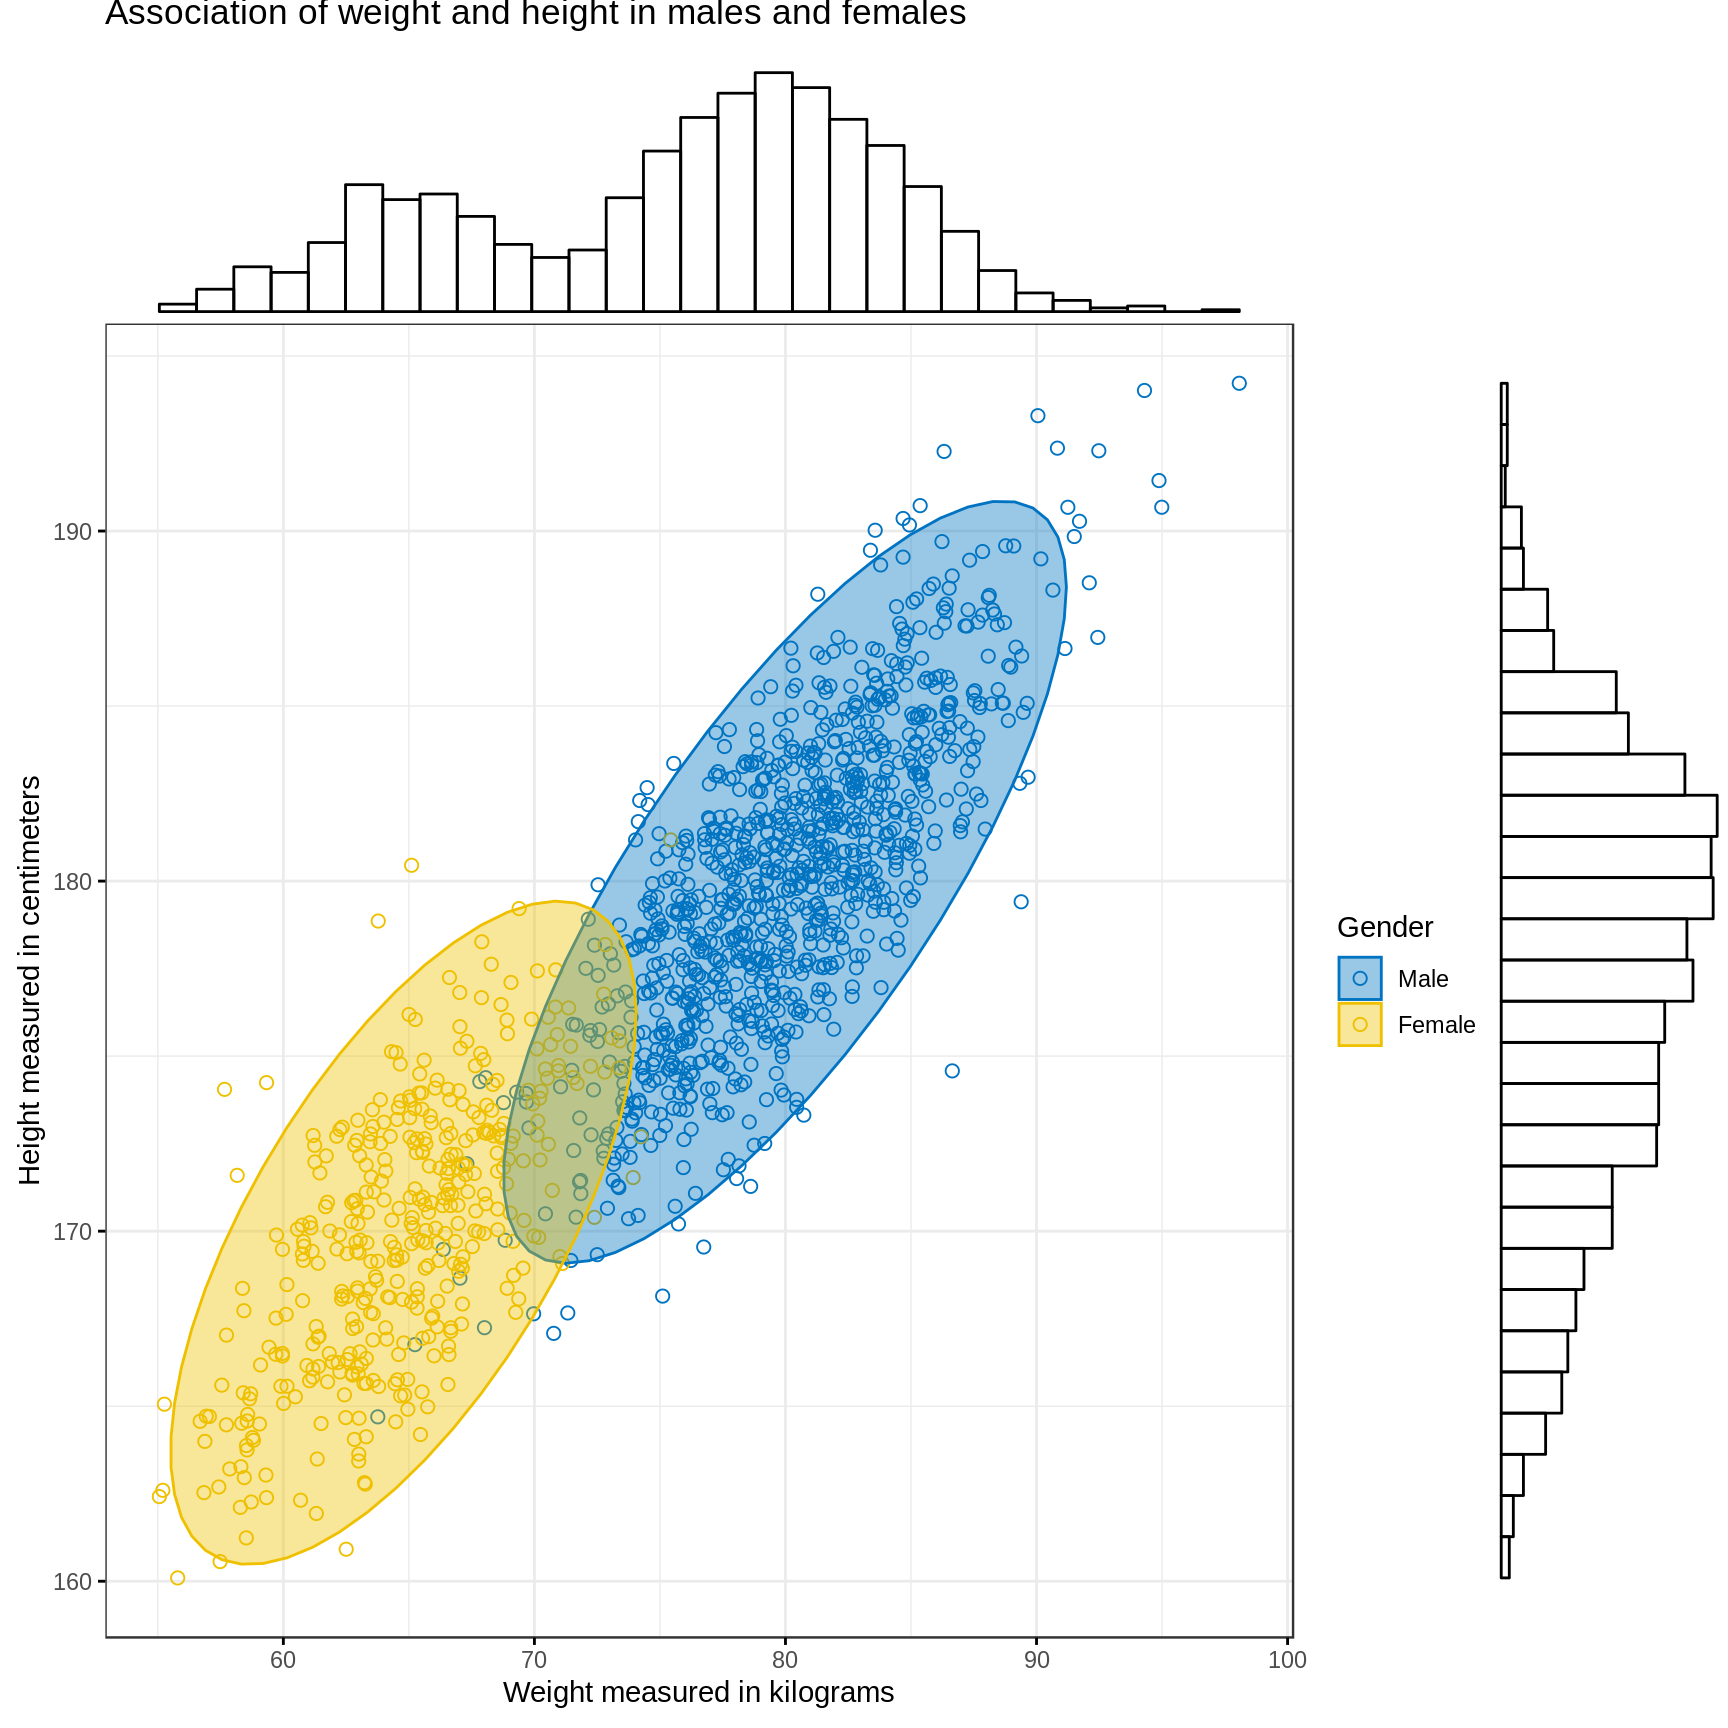 Association of weight and height in males and females
190
180
170
160
Height measured in centimeters
60 70 80 90 100
Weight measured in kilograms
Gender
Male
Female